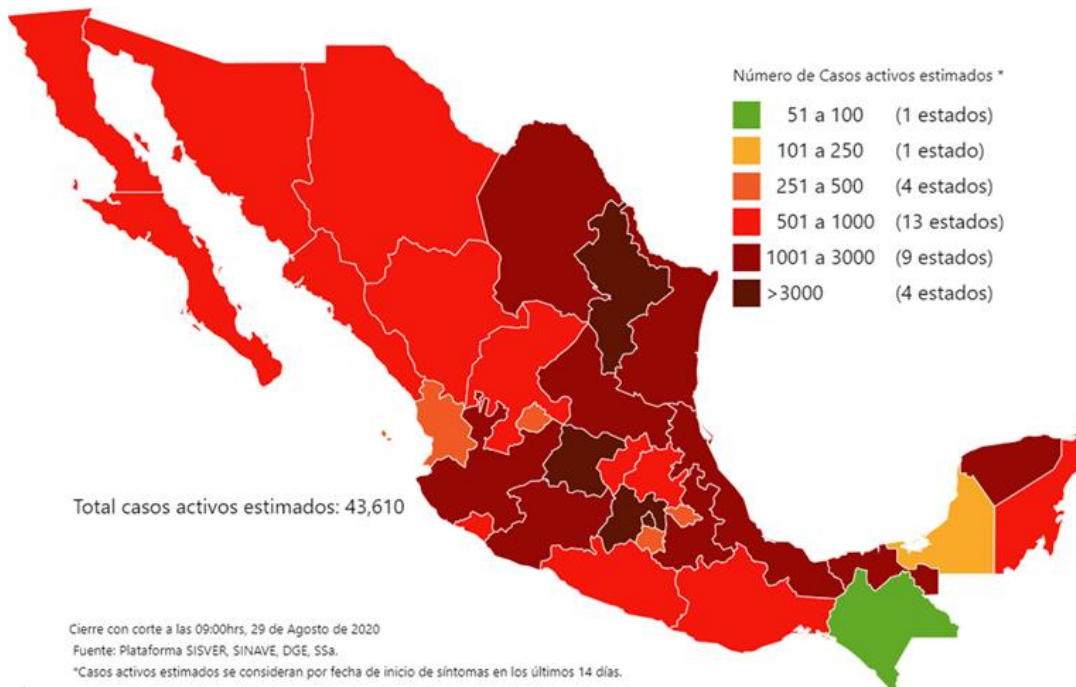 Número de Casos activos estimados *
51 a 100 (1 estados)
101 a 250 (1 estado)
251 a 500 (4 estados)
501 a 1000 (13 estados)
1001 a 3000 (9 estados)
>3000 (4 estados)
Total casos activos estimados: 43,610
Cierre con corte a las 09:00hrs, 29 de Agosto de 2020
Fuente: Plataforma SISVER, SINAVE, DGE, SSa.
*Casos activos estimados se consideran por fecha de inicio de síntomas en los últimos 14 días.